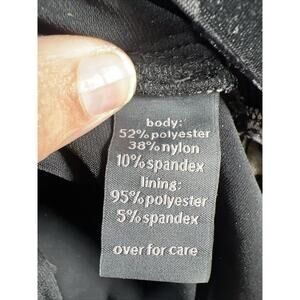 body:
52% polyester
38% nylon
10% spandex
lining:
95% polyester
5% spandex
over for care